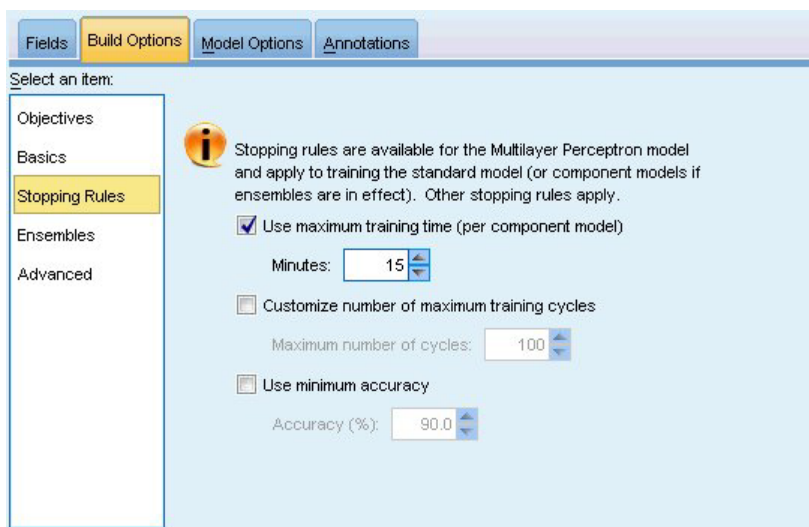 Fields Build Options Model Options Annotations
Select an item:
Objectives
Basics
Stopping Rules
Ensembles
Advanced
Stopping rules are available for the Multilayer Perceptron model
and apply to training the standard model (or component models if
ensembles are in effect). Other stopping rules apply.
Use maximum training time (per component model)
Minutes: 15
Customize number of maximum training cycles
Maximum number of cycles: 100
Use minimum accuracy
Accuracy (%): 90.0